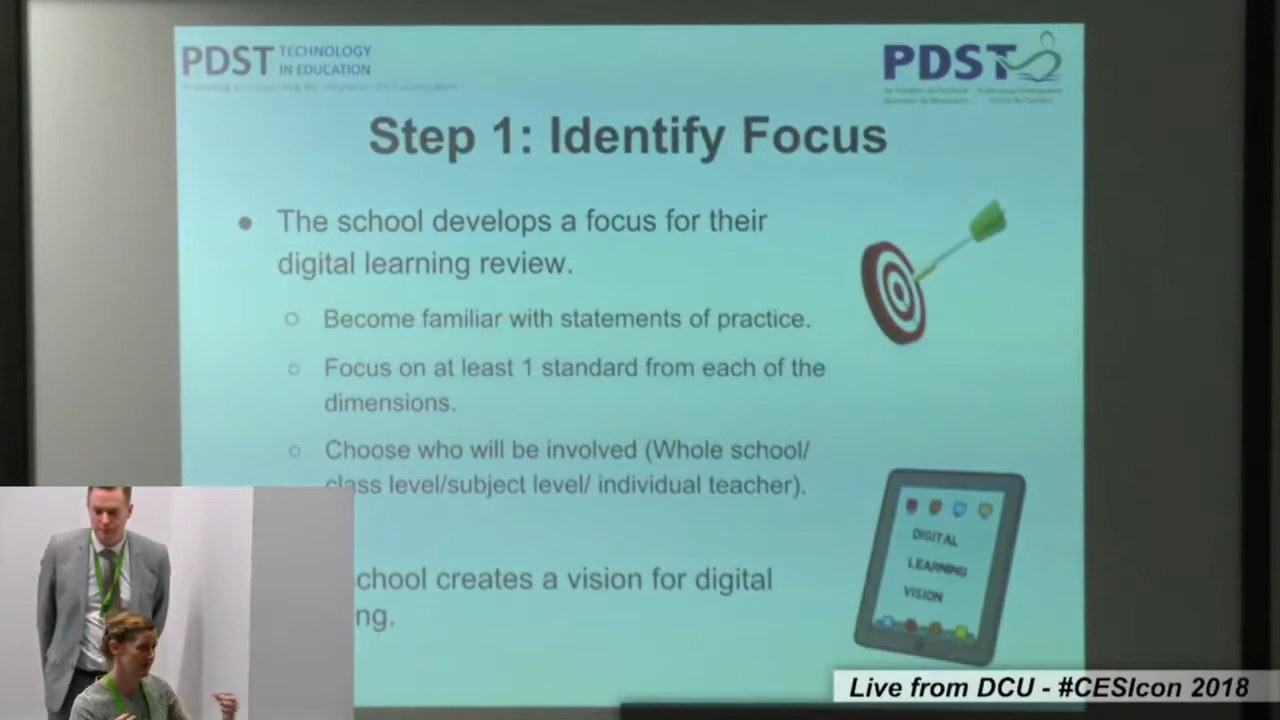 PDST TECHNOLOGY
IN EDUCATION
PDST
Step 1: Identify Focus
● The school develops a focus for their
digital learning review.
○ Become familiar with statements of practice.
○ Focus on at least 1 standard from each of the
dimensions.
○ Choose who will be involved (Whole school/
class level/subject level/ individual teacher).
chool creates a vision for digital
ng.
DIGITAL
LEARNING
VISION
Live from DCU - #CESIcon 2018